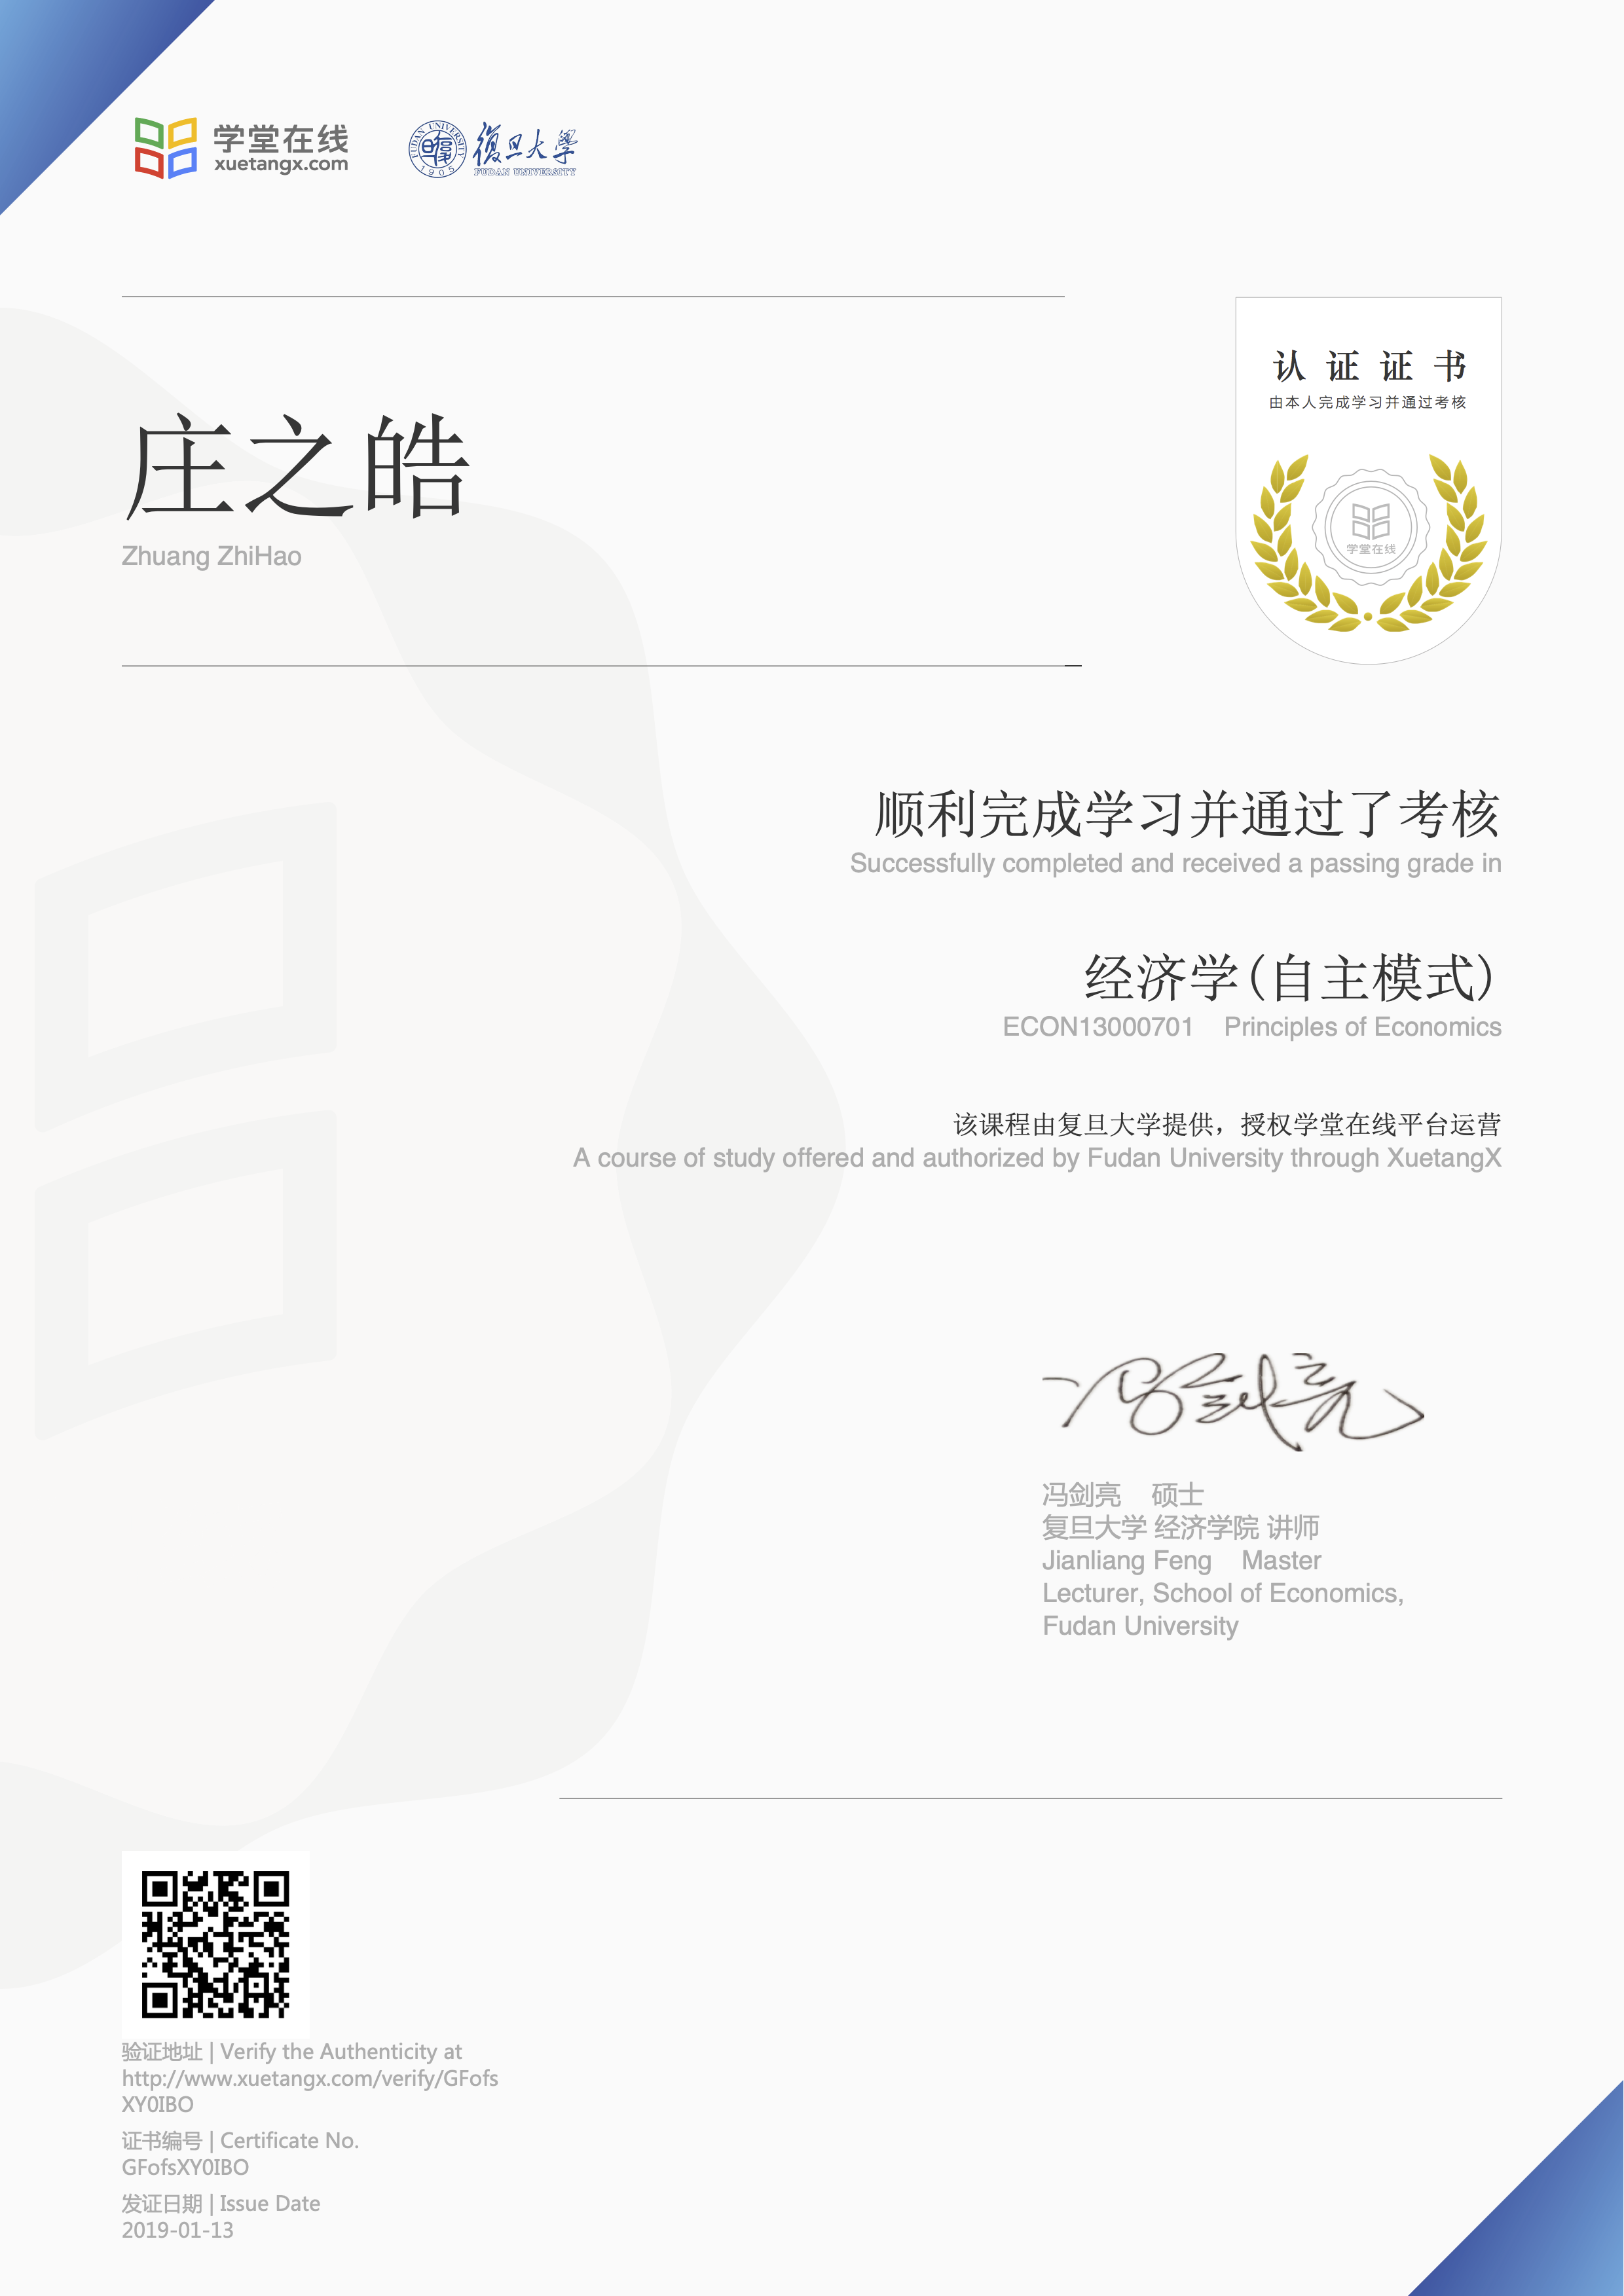 学堂在线
xuetangx.com
FUDAN UNIVERSITY
1905
復旦大學
FUDAN UNIVERSITY
认证证书
由本人完成学习并通过考核
学堂在线
庄之皓
Zhuang ZhiHao
顺利完成学习并通过了考核
Successfully completed and received a passing grade in
经济学(自主模式)
ECON13000701 Principles of Economics
该课程由复旦大学提供，授权学堂在线平台运营
A course of study offered and authorized by Fudan University through XuetangX
冯剑亮
冯剑亮 硕士
复旦大学 经济学院 讲师
Jianliang Feng Master
Lecturer, School of Economics,
Fudan University
验证地址 | Verify the Authenticity at
http://www.xuetangx.com/verify/GFofs
XY0IBO
证书编号 | Certificate No.
GFofsXY0IBO
发证日期 | Issue Date
2019-01-13